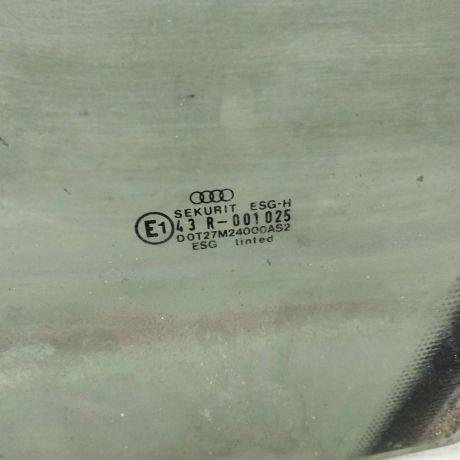 SEKURIT ESG-H
E1 43 R-001025
DOT27M24000AS2
ESG tinted